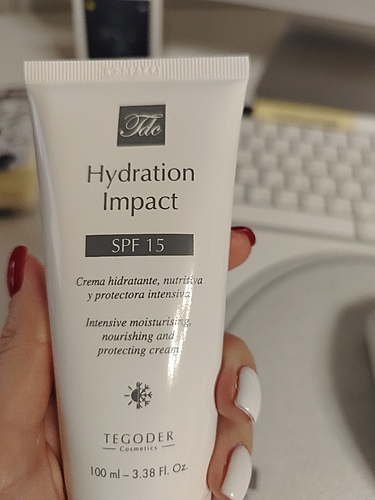 Tdc
Hydration
Impact
SPF 15
Crema hidratante, nutritiva
y protectora intensiva
Intensive moisturising,
nourishing and
protecting cream
TEGODER
Cosmetics
100 ml – 3.38 Fl. Oz.